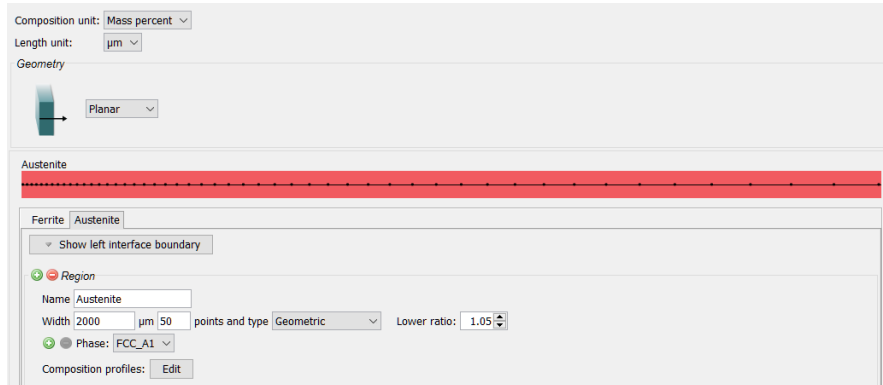 Composition unit: Mass percent
Length unit: µm
Geometry
Planar
Austenite
Ferrite Austenite
Show left interface boundary
Region
Name Austenite
Width 2000 µm 50 points and type Geometric Lower ratio: 1.05
Phase: FCC_A1
Composition profiles: Edit